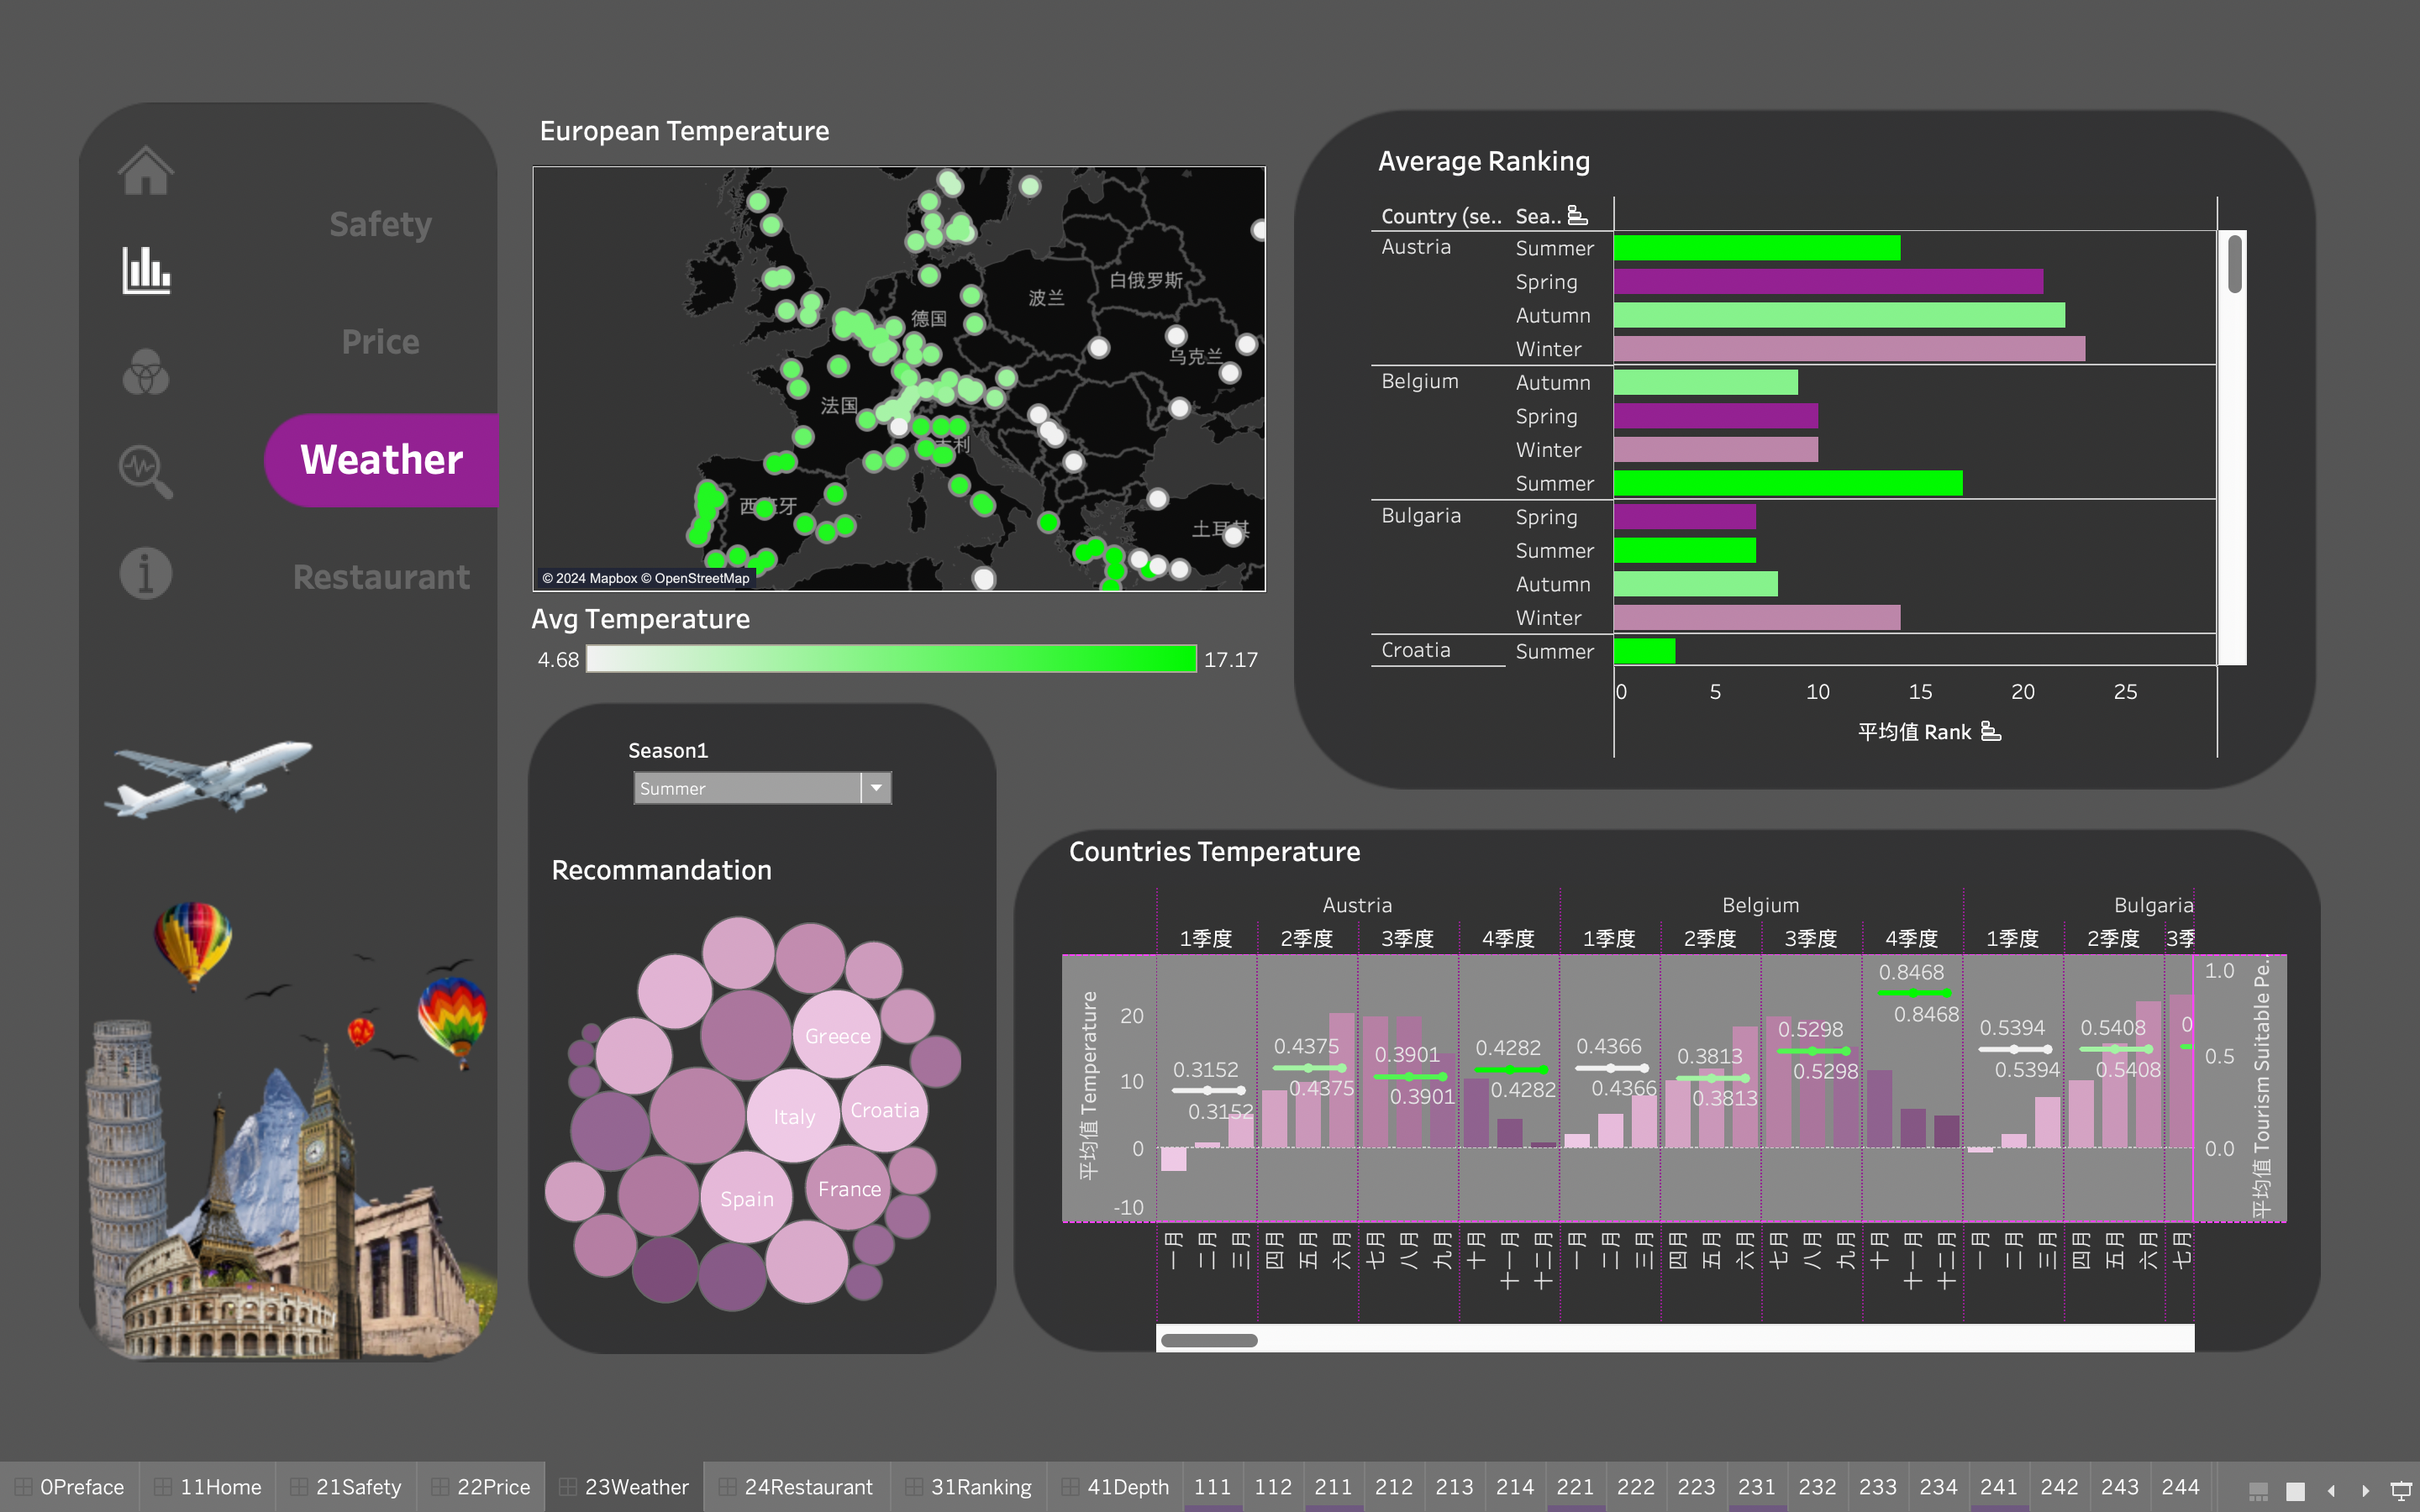 Safety
Price
Weather
Restaurant
European Temperature
白俄罗斯
波兰
德国
乌克兰
法国
土耳其
© 2024 Mapbox © OpenStreetMap
Avg Temperature
4.68
17.17
Average Ranking
Country (se.. Sea..
Austria Summer
Spring
Autumn
Winter
Belgium Autumn
Spring
Winter
Summer
Bulgaria Spring
Summer
Autumn
Winter
Croatia Summer
0 5 10 15 20 25
平均值 Rank
Season1
Summer
Recommandation
Greece
Italy
Croatia
Spain
France
Countries Temperature
Austria Belgium Bulgaria
1季度 2季度 3季度 4季度 1季度 2季度 3季度 4季度 1季度 2季度 3季
平均值 Temperature
20
10
0
-10
0.3152
0.3152
0.4375
0.4375
0.3901
0.3901
0.4282
0.4282
0.4366
0.4366
0.3813
0.3813
0.5298
0.5298
0.8468
0.8468
0.5394
0.5394
0.5408
0.5408
0
1.0
0.5
0.0
平均值 Tourism Suitable Pe..
一月 二月 三月 四月 五月 六月 七月 八月 九月 十月 十一月 十二月 一月 二月 三月 四月 五月 六月 七月 八月 九月 十月 十一月 十二月 一月 二月 三月 四月 五月 六月 七月
0Preface 11Home 21Safety 22Price 23Weather 24Restaurant 31Ranking 41Depth 111 112 211 212 213 214 221 222 223 231 232 233 234 241 242 243 244